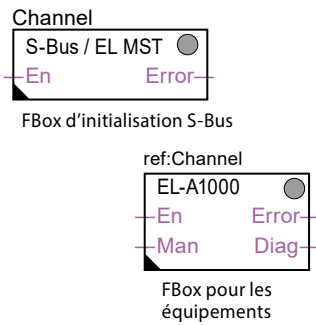 Channel
S-Bus / EL MST
En Error
FBox d'initialisation S-Bus
ref:Channel
EL-A1000
En Error
Man Diag
FBox pour les
équipements